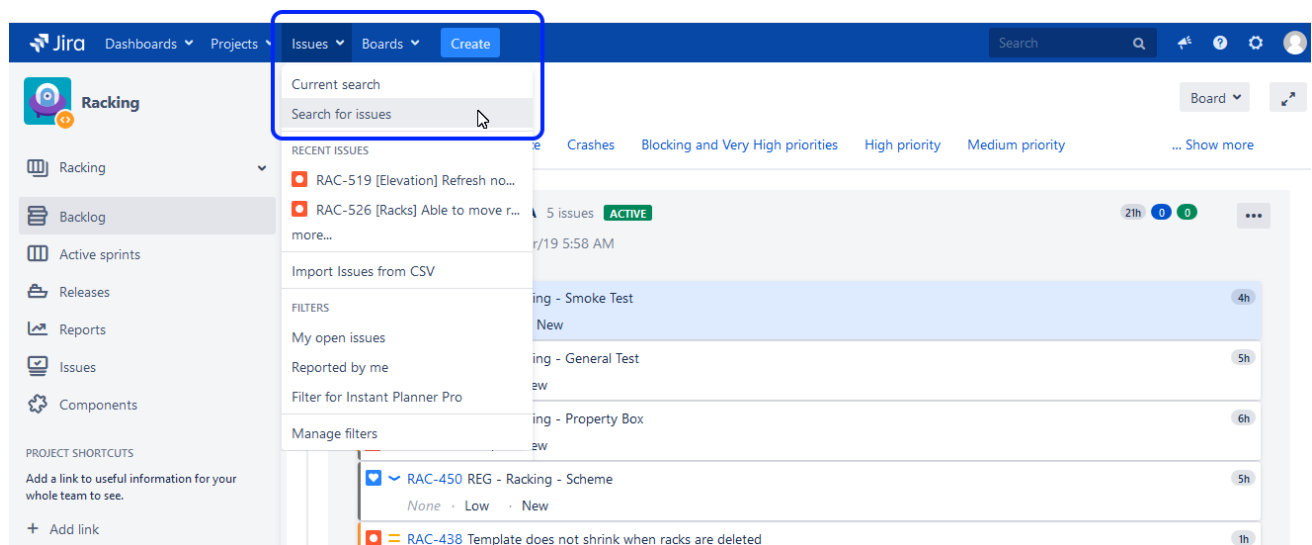 Jira Dashboards Projects Issues Boards Create Search
Racking
Board
Current search
Search for issues
Crashes Blocking and Very High priorities High priority Medium priority ... Show more
RECENT ISSUES
RAC-519 [Elevation] Refresh no...
RAC-526 [Racks] Able to move r...
more...
Import Issues from CSV
FILTERS
My open issues
Reported by me
Filter for Instant Planner Pro
Manage filters
Racking
Backlog
Active sprints
Releases
Reports
Issues
Components
PROJECT SHORTCUTS
Add a link to useful information for your
whole team to see.
+ Add link
5 issues ACTIVE 21h 0 0
r/19 5:58 AM
ing - Smoke Test 4h
New
ing - General Test 5h
ew
ing - Property Box 6h
ew
RAC-450 REG - Racking - Scheme 5h
None · Low · New
RAC-438 Template does not shrink when racks are deleted 1h